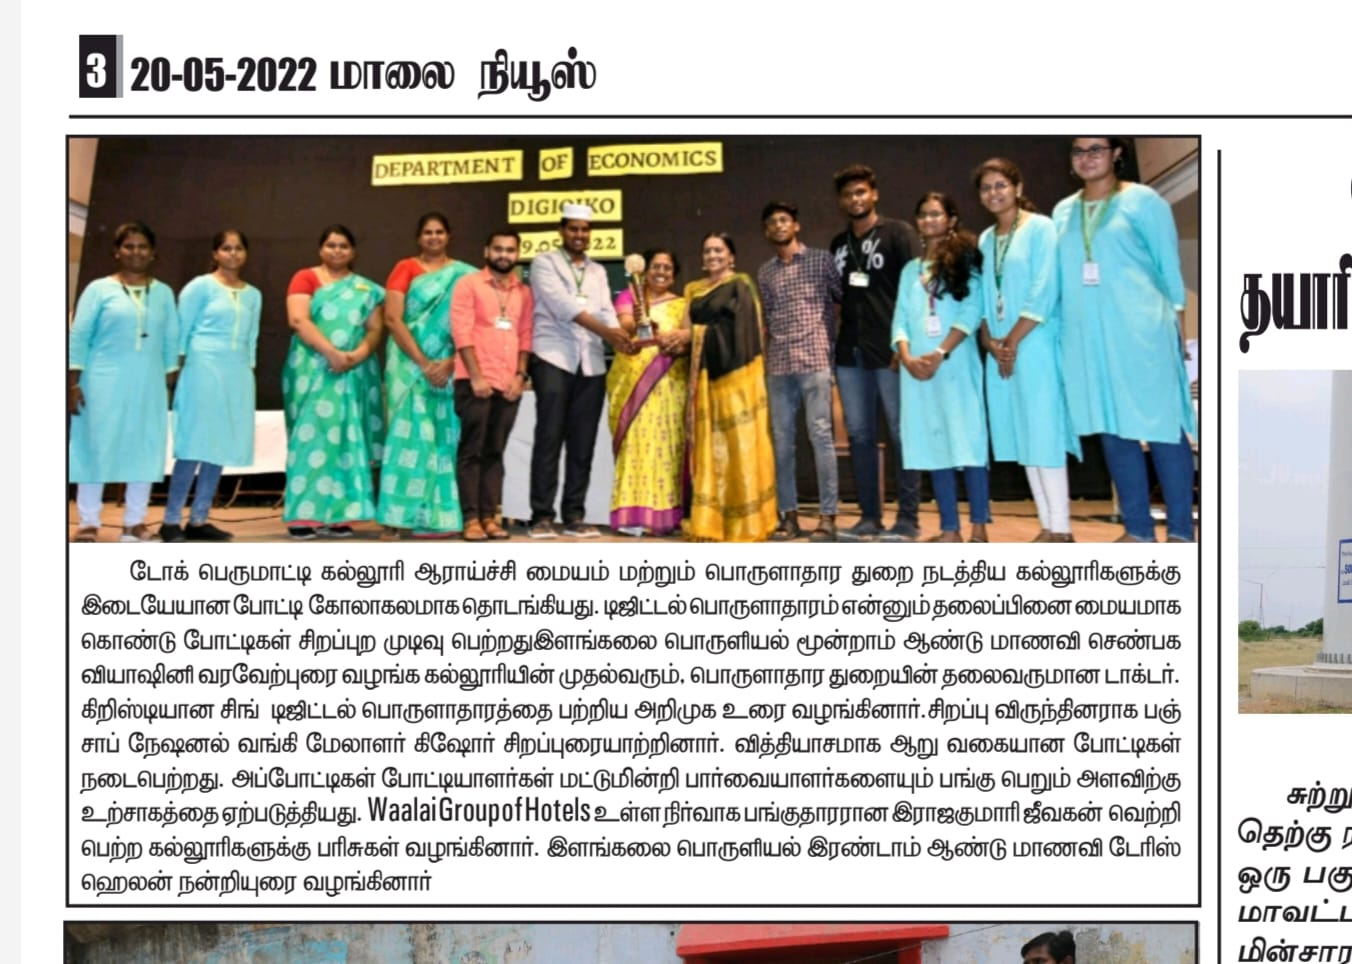 3 20-05-2022 மாலை நியூஸ்
DEPARTMENT OF ECONOMICS
டோக் பெருமாட்டி கல்லூரி ஆராய்ச்சி மையம் மற்றும் பொருளாதார துறை நடத்திய கல்லூரிகளுக்கு
இடையேயான போட்டி கோலாகலமாக தொடங்கியது. டிஜிட்டல் பொருளாதாரம் என்னும் தலைப்பினை மையமாக
கொண்டு போட்டிகள் சிறப்புற முடிவு பெற்றதுஇளங்கலை பொருளியல் மூன்றாம் ஆண்டு மாணவி செண்பக
வியாஷினி வரவேற்புரை வழங்க கல்லூரியின் முதல்வரும், பொருளாதார துறையின் தலைவருமான டாக்டர்.
கிறிஸ்டியான சிங் டிஜிட்டல் பொருளாதாரத்தை பற்றிய அறிமுக உரை வழங்கினார்.சிறப்பு விருந்தினராக பஞ்
சாப் நேஷனல் வங்கி மேலாளர் கிஷோர் சிறப்புரையாற்றினார். வித்தியாசமாக ஆறு வகையான போட்டிகள்
நடைபெற்றது. அப்போட்டிகள் போட்டியாளர்கள் மட்டுமின்றி பார்வையாளர்களையும் பங்கு பெறும் அளவிற்கு
உற்சாகத்தை ஏற்படுத்தியது. Waalai Group of Hotels உள்ள நிர்வாக பங்குதாரரான இராஜகுமாரி ஜீவகன் வெற்றி
பெற்ற கல்லூரிகளுக்கு பரிசுகள் வழங்கினார். இளங்கலை பொருளியல் இரண்டாம் ஆண்டு மாணவி டேரிஸ்
ஹெலன் நன்றியுரை வழங்கினார்
தயாரி
சுற்று
தெற்கு
ஒரு பகு
மாவட்ட
மின்சார